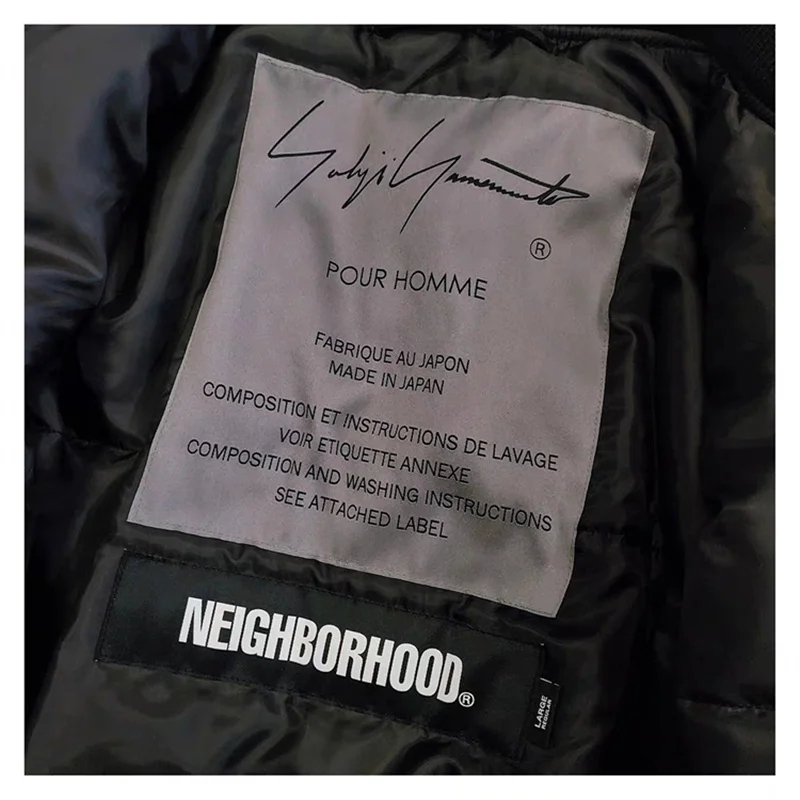 Yohji Yamamoto
®
POUR HOMME
FABRIQUE AU JAPON
MADE IN JAPAN
COMPOSITION ET INSTRUCTIONS DE LAVAGE
VOIR ETIQUETTE ANNEXE
COMPOSITION AND WASHING INSTRUCTIONS
SEE ATTACHED LABEL
NEIGHBORHOOD®
LARGE
REGULAR